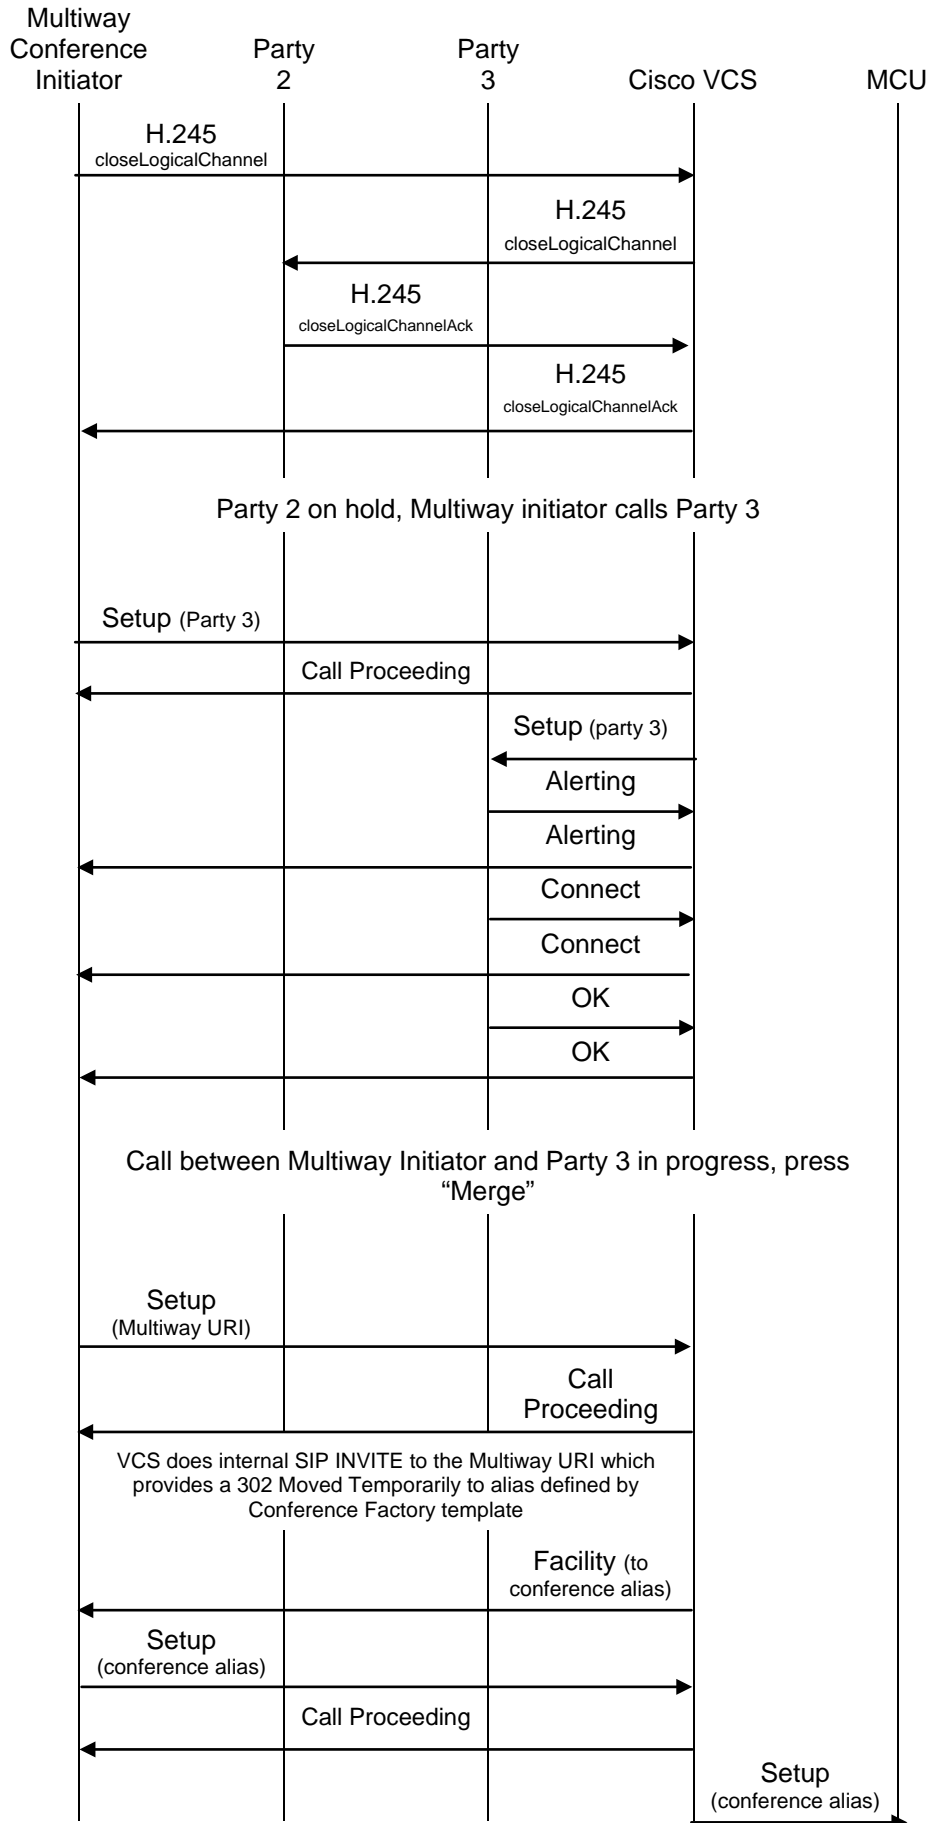 Multiway
Conference
Initiator
Party
2
Party
3
Cisco VCS
MCU
H.245
closeLogicalChannel
H.245
closeLogicalChannel
H.245
closeLogicalChannelAck
H.245
closeLogicalChannelAck
Party 2 on hold, Multiway initiator calls Party 3
Setup (Party 3)
Call Proceeding
Setup (party 3)
Alerting
Alerting
Connect
Connect
OK
OK
Call between Multiway Initiator and Party 3 in progress, press
“Merge”
Setup
(Multiway URI)
Call
Proceeding
VCS does internal SIP INVITE to the Multiway URI which
provides a 302 Moved Temporarily to alias defined by
Conference Factory template
Facility (to
conference alias)
Setup
(conference alias)
Call Proceeding
Setup
(conference alias)